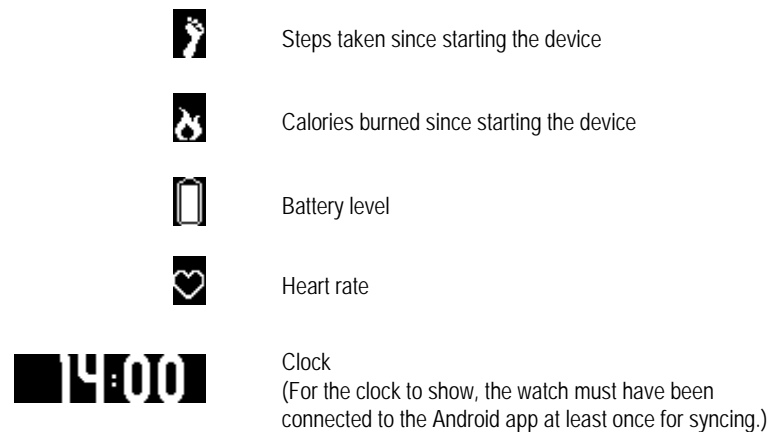 Steps taken since starting the device
Calories burned since starting the device
Battery level
Heart rate
14:00
Clock
(For the clock to show, the watch must have been
connected to the Android app at least once for syncing.)